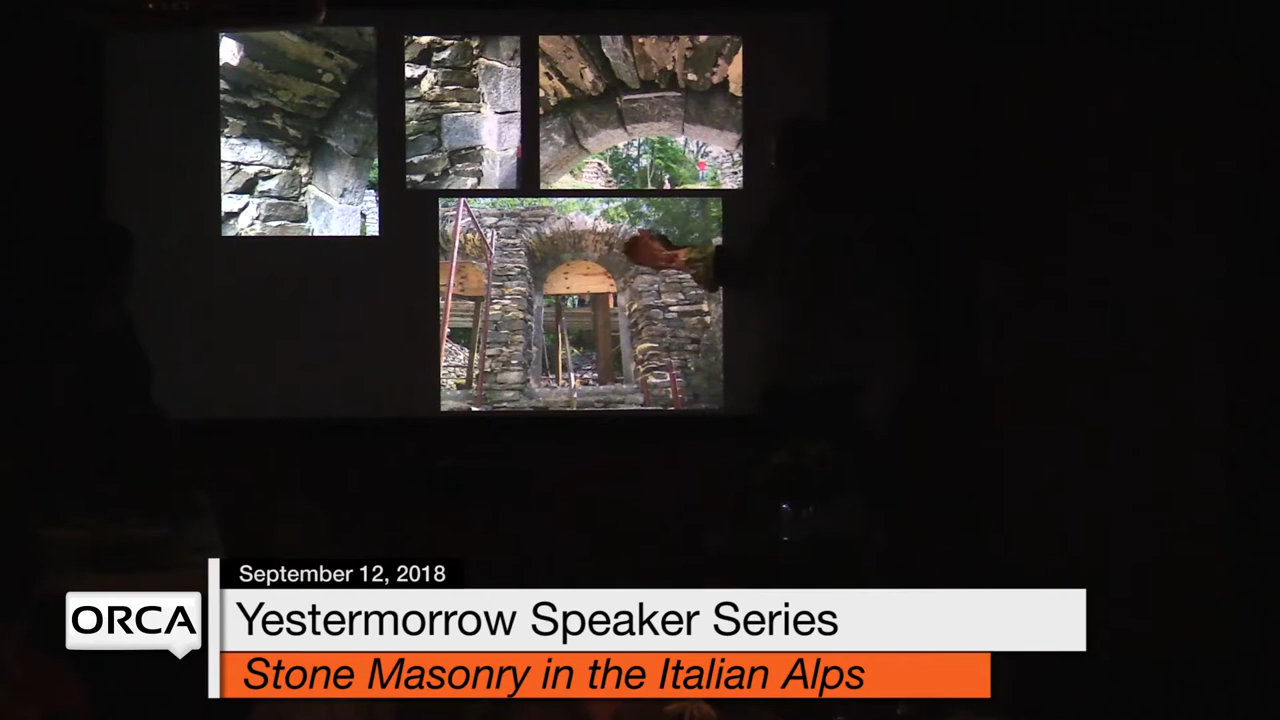 September 12, 2018
ORCA
Yestermorrow Speaker Series
Stone Masonry in the Italian Alps